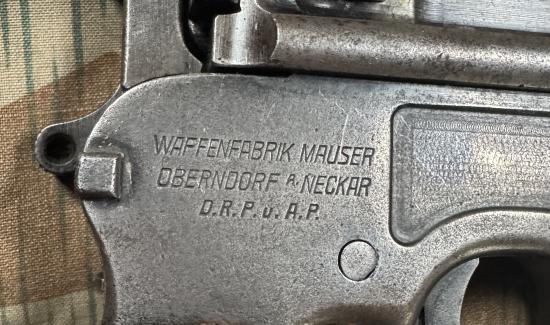 WAFFENFABRIK MAUSER
OBERNDORF A. NECKAR
D.R.P. u. A.P.